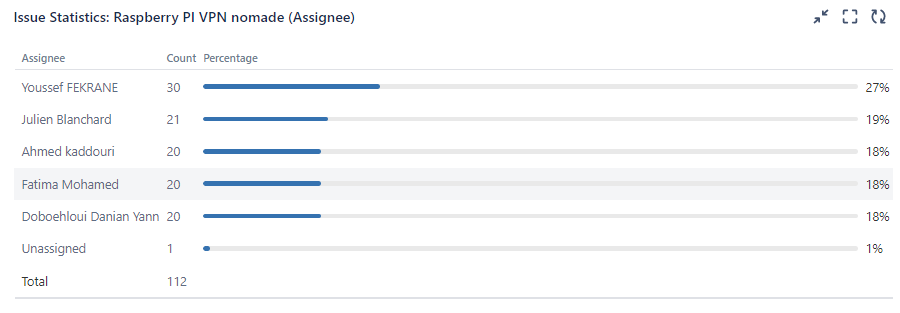 Issue Statistics: Raspberry PI VPN nomade (Assignee)
Assignee Count Percentage
Youssef FEKRANE 30 27%
Julien Blanchard 21 19%
Ahmed kaddouri 20 18%
Fatima Mohamed 20 18%
Doboehloui Danian Yann 20 18%
Unassigned 1 1%
Total 112